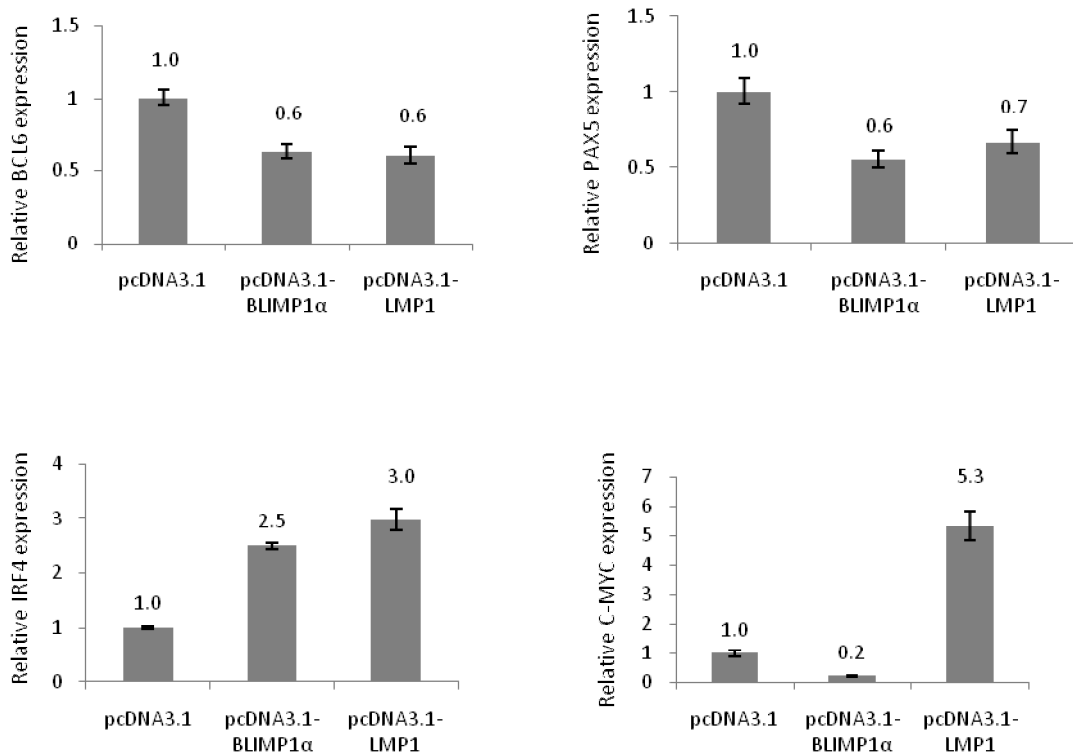 Relative BCL6 expression
1.5
1
0.5
0
1.0
0.6
0.6
pcDNA3.1
pcDNA3.1-
BLIMP1α
pcDNA3.1-
LMP1
Relative PAX5 expression
1.5
1
0.5
0
1.0
0.6
0.7
pcDNA3.1
pcDNA3.1-
BLIMP1α
pcDNA3.1-
LMP1
Relative IRF4 expression
4
3
2
1
0
1.0
2.5
3.0
pcDNA3.1
pcDNA3.1-
BLIMP1α
pcDNA3.1-
LMP1
Relative C-MYC expression
7
6
5
4
3
2
1
0
1.0
0.2
5.3
pcDNA3.1
pcDNA3.1-
BLIMP1α
pcDNA3.1-
LMP1